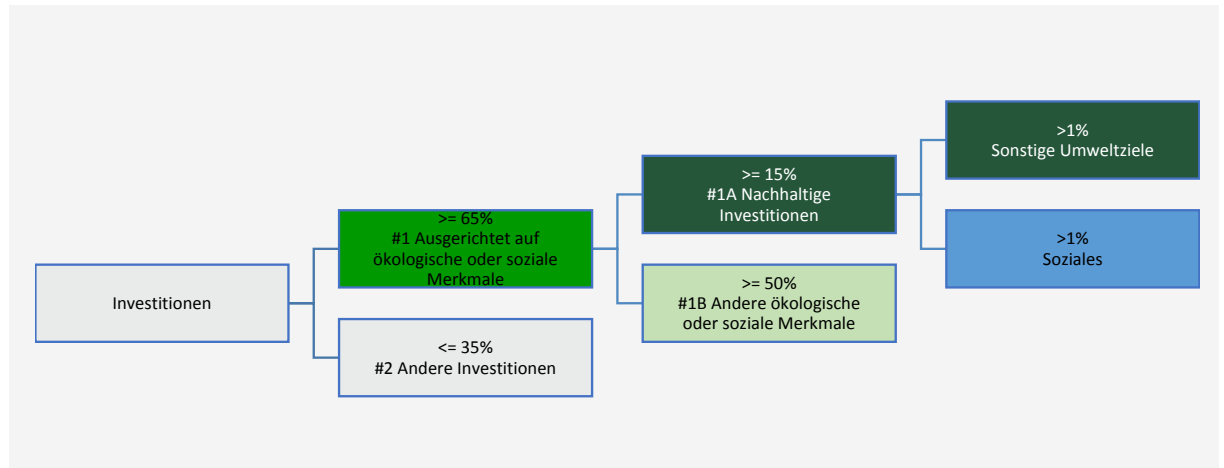 Investitionen
>= 65%
#1 Ausgerichtet auf
ökologische oder soziale
Merkmale
<= 35%
#2 Andere Investitionen
>= 15%
#1A Nachhaltige
Investitionen
>= 50%
#1B Andere ökologische
oder soziale Merkmale
>1%
Sonstige Umweltziele
>1%
Soziales